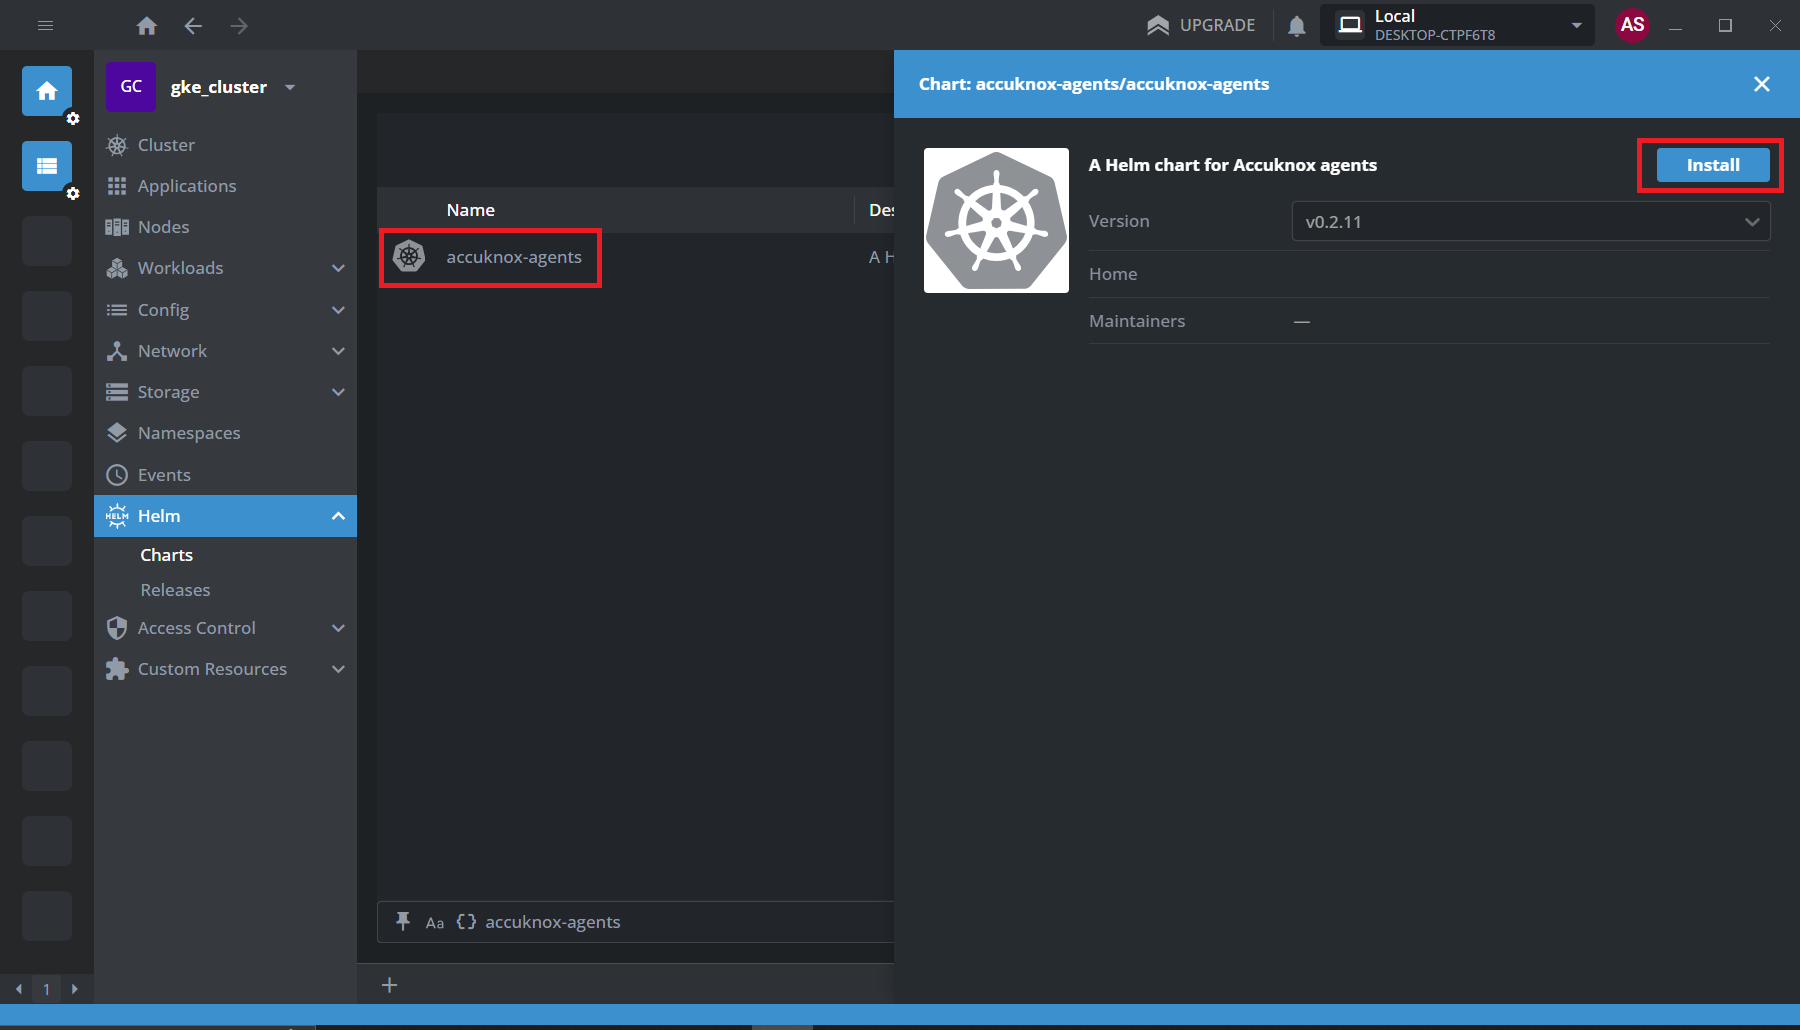 UPGRADE
Local
DESKTOP-CTPF6T8
AS
GC
gke_cluster
Cluster
Applications
Nodes
Workloads
Config
Network
Storage
Namespaces
Events
HELM
Helm
Charts
Releases
Access Control
Custom Resources
1
Name
Des
accuknox-agents
A H
Aa
{}
accuknox-agents
+
Chart: accuknox-agents/accuknox-agents
A Helm chart for Accuknox agents
Install
Version
v0.2.11
Home
Maintainers
—